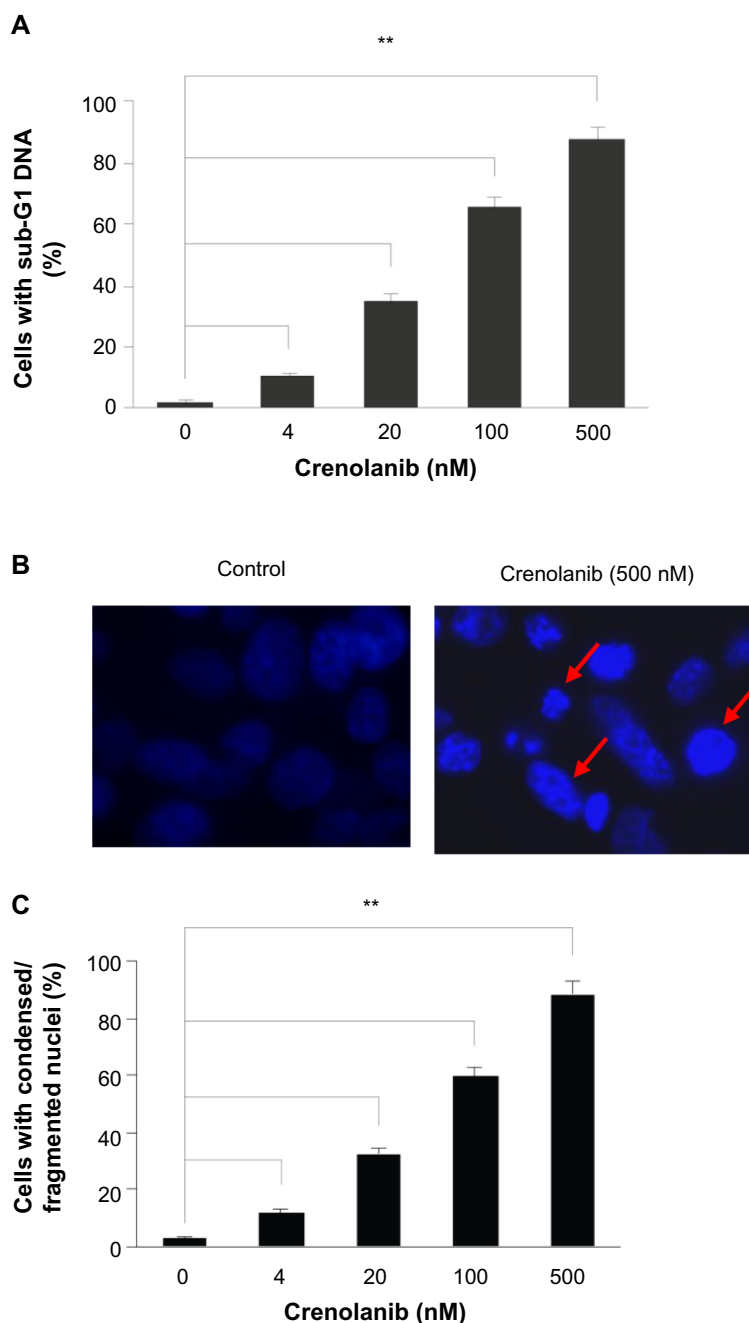 A
**
100
80
60
40
20
0
Cells with sub-G1 DNA
(%)
0 4 20 100 500
Crenolanib (nM)
B
Control Crenolanib (500 nM)
C
**
100
80
60
40
20
0
Cells with condensed/
fragmented nuclei (%)
0 4 20 100 500
Crenolanib (nM)